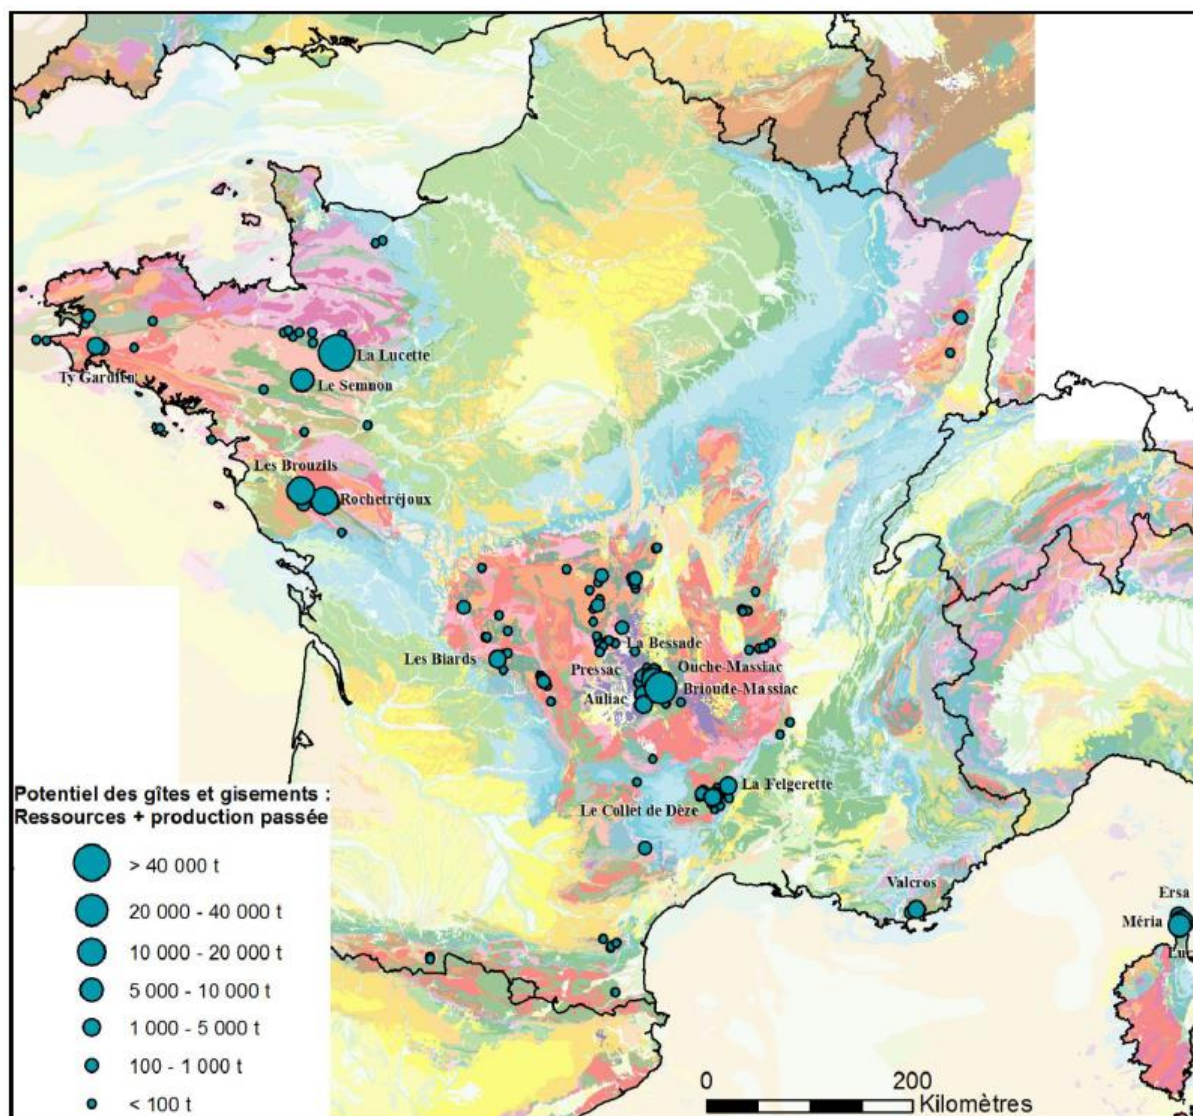 La Lucette
Ty Gardien
Le Semnon
Les Brouzils
Rochetréjoux
La Bessade
Les Biards
Pressac
Ouche-Massiac
Brioude-Massiac
Auliac
La Felgerette
Le Collet de Dèze
Valcros
Ersa
Méria
Luri
Potentiel des gîtes et gisements :
Ressources + production passée
> 40 000 t
20 000 - 40 000 t
10 000 - 20 000 t
5 000 - 10 000 t
1 000 - 5 000 t
100 - 1 000 t
< 100 t
0 200
Kilomètres